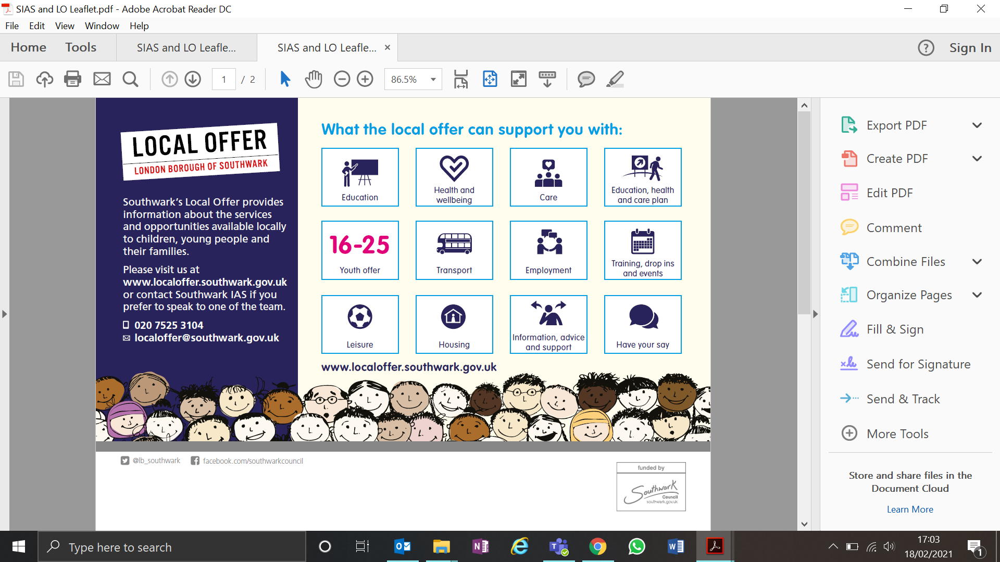 SIAS and LO Leaflet.pdf - Adobe Acrobat Reader DC
File Edit View Window Help
Home Tools SIAS and LO Leafle... SIAS and LO Leafle... × ? Sign In
1 / 2 86.5%
LOCAL OFFER
LONDON BOROUGH OF SOUTHWARK
Southwark's Local Offer provides
information about the services
and opportunities available locally
to children, young people and
their families.
Please visit us at
www.localoffer.southwark.gov.uk
or contact Southwark IAS if you
prefer to speak to one of the team.
020 7525 3104
localoffer@southwark.gov.uk
What the local offer can support you with:
Education
Health and
wellbeing
Care
Education, health
and care plan
16-25
Youth offer
Transport
Employment
Training, drop ins
and events
Leisure
Housing
Information, advice
and support
Have your say
www.localoffer.southwark.gov.uk
@lb_southwark facebook.com/southwarkcouncil
funded by
Southwark
Council
southwark.gov.uk
Export PDF
Create PDF
Edit PDF
Comment
Combine Files
Organize Pages
Fill & Sign
Send for Signature
Send & Track
More Tools
Store and share files in the
Document Cloud
Learn More
Type here to search
17:03
18/02/2021
1